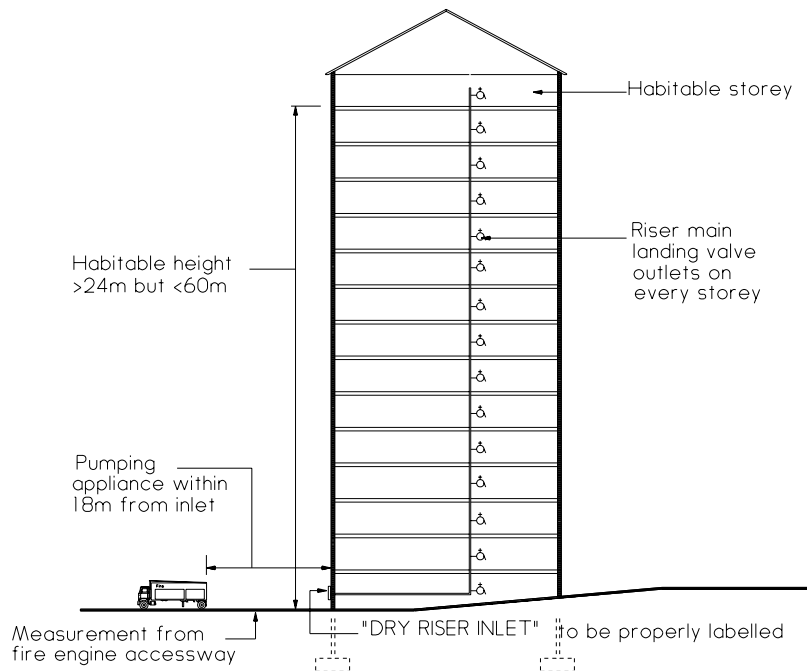 Habitable storey
Riser main
landing valve
outlets on
every storey
Habitable height
>24m but <60m
Pumping
appliance within
18m from inlet
Fire
"DRY RISER INLET" to be properly labelled
Measurement from
fire engine accessway